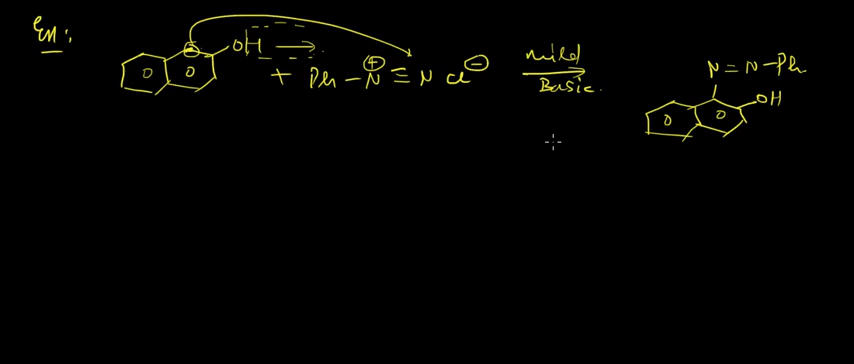 Ex:
OH
+ Ph–N⊕≡N Cl⊖
mild
Basic.
N=N–Ph
OH